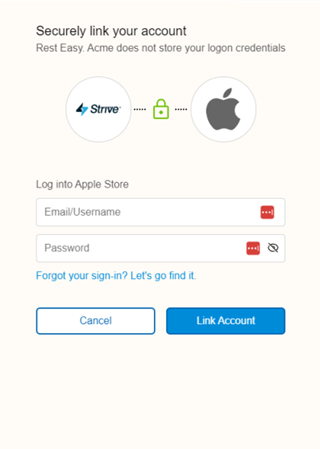 Securely link your account
Rest Easy. Acme does not store your logon credentials
Strive
Log into Apple Store
Email/Username
Password
Forgot your sign-in? Let's go find it.
Cancel
Link Account